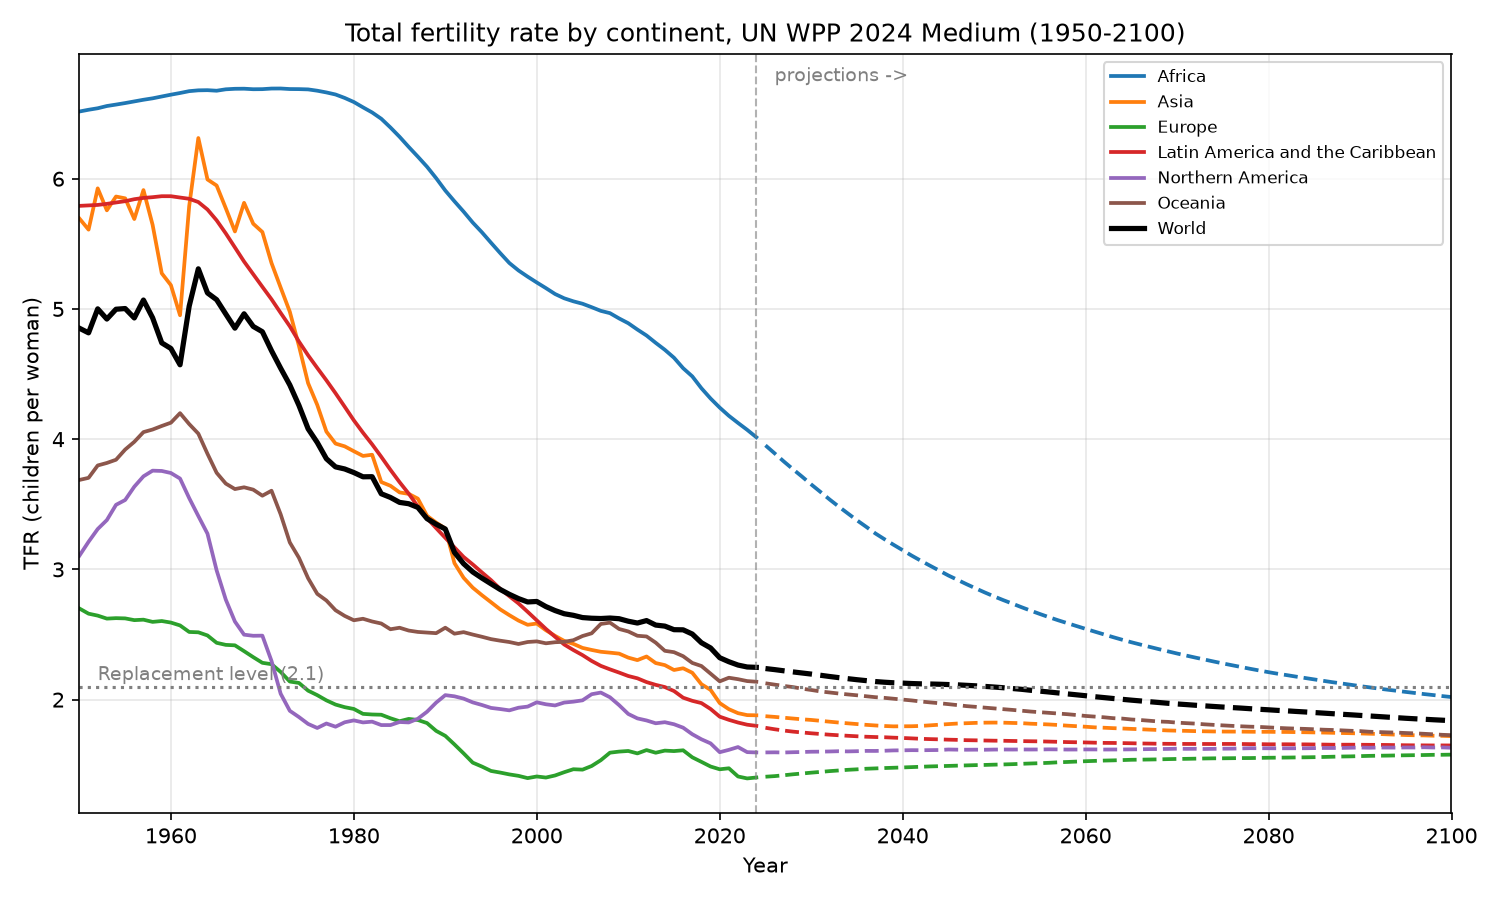 Total fertility rate by continent, UN WPP 2024 Medium (1950-2100)
projections ->
Africa
Asia
Europe
Latin America and the Caribbean
Northern America
Oceania
World
TFR (children per woman)
6
5
4
3
2
Replacement level (2.1)
1960
1980
2000
2020
2040
2060
2080
2100
Year